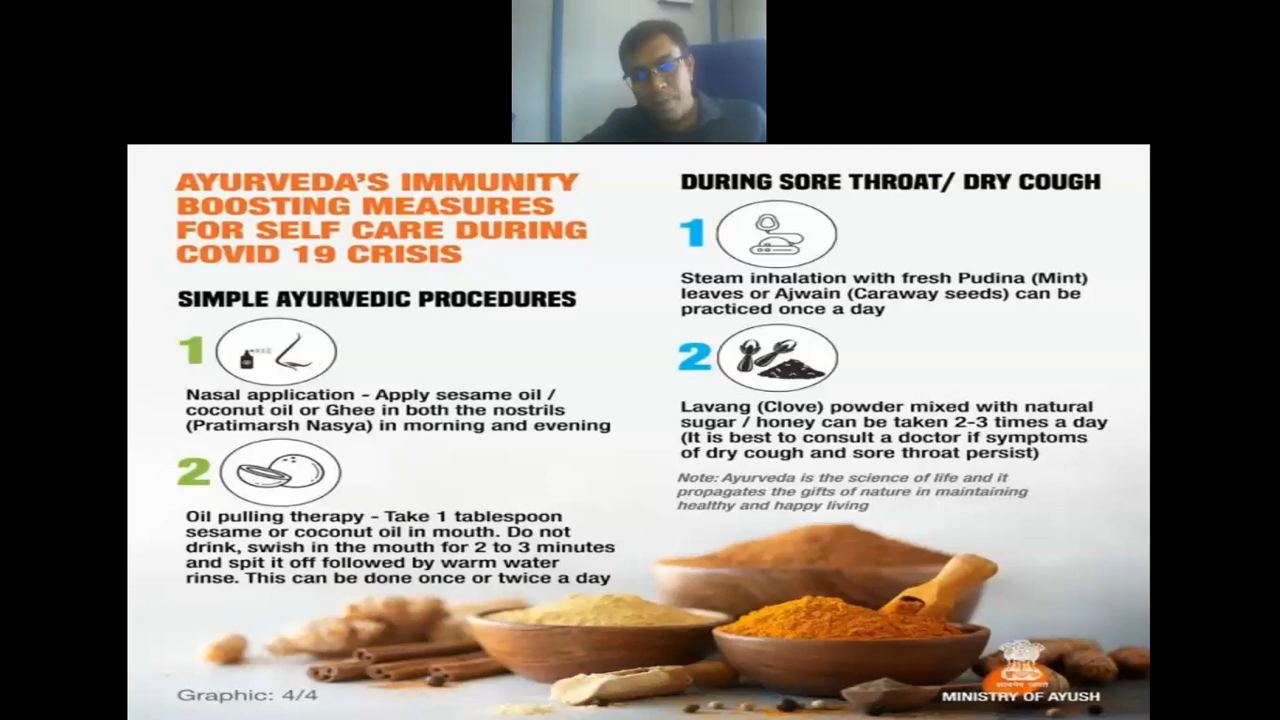 AYURVEDA'S IMMUNITY
BOOSTING MEASURES
FOR SELF CARE DURING
COVID 19 CRISIS
SIMPLE AYURVEDIC PROCEDURES
1
Nasal application - Apply sesame oil /
coconut oil or Ghee in both the nostrils
(Pratimarsh Nasya) in morning and evening
2
Oil pulling therapy - Take 1 tablespoon
sesame or coconut oil in mouth. Do not
drink, swish in the mouth for 2 to 3 minutes
and spit it off followed by warm water
rinse. This can be done once or twice a day
DURING SORE THROAT/ DRY COUGH
1
Steam inhalation with fresh Pudina (Mint)
leaves or Ajwain (Caraway seeds) can be
practiced once a day
2
Lavang (Clove) powder mixed with natural
sugar / honey can be taken 2-3 times a day
(It is best to consult a doctor if symptoms
of dry cough and sore throat persist)
Note: Ayurveda is the science of life and it
propagates the gifts of nature in maintaining
healthy and happy living
Graphic: 4/4
MINISTRY OF AYUSH